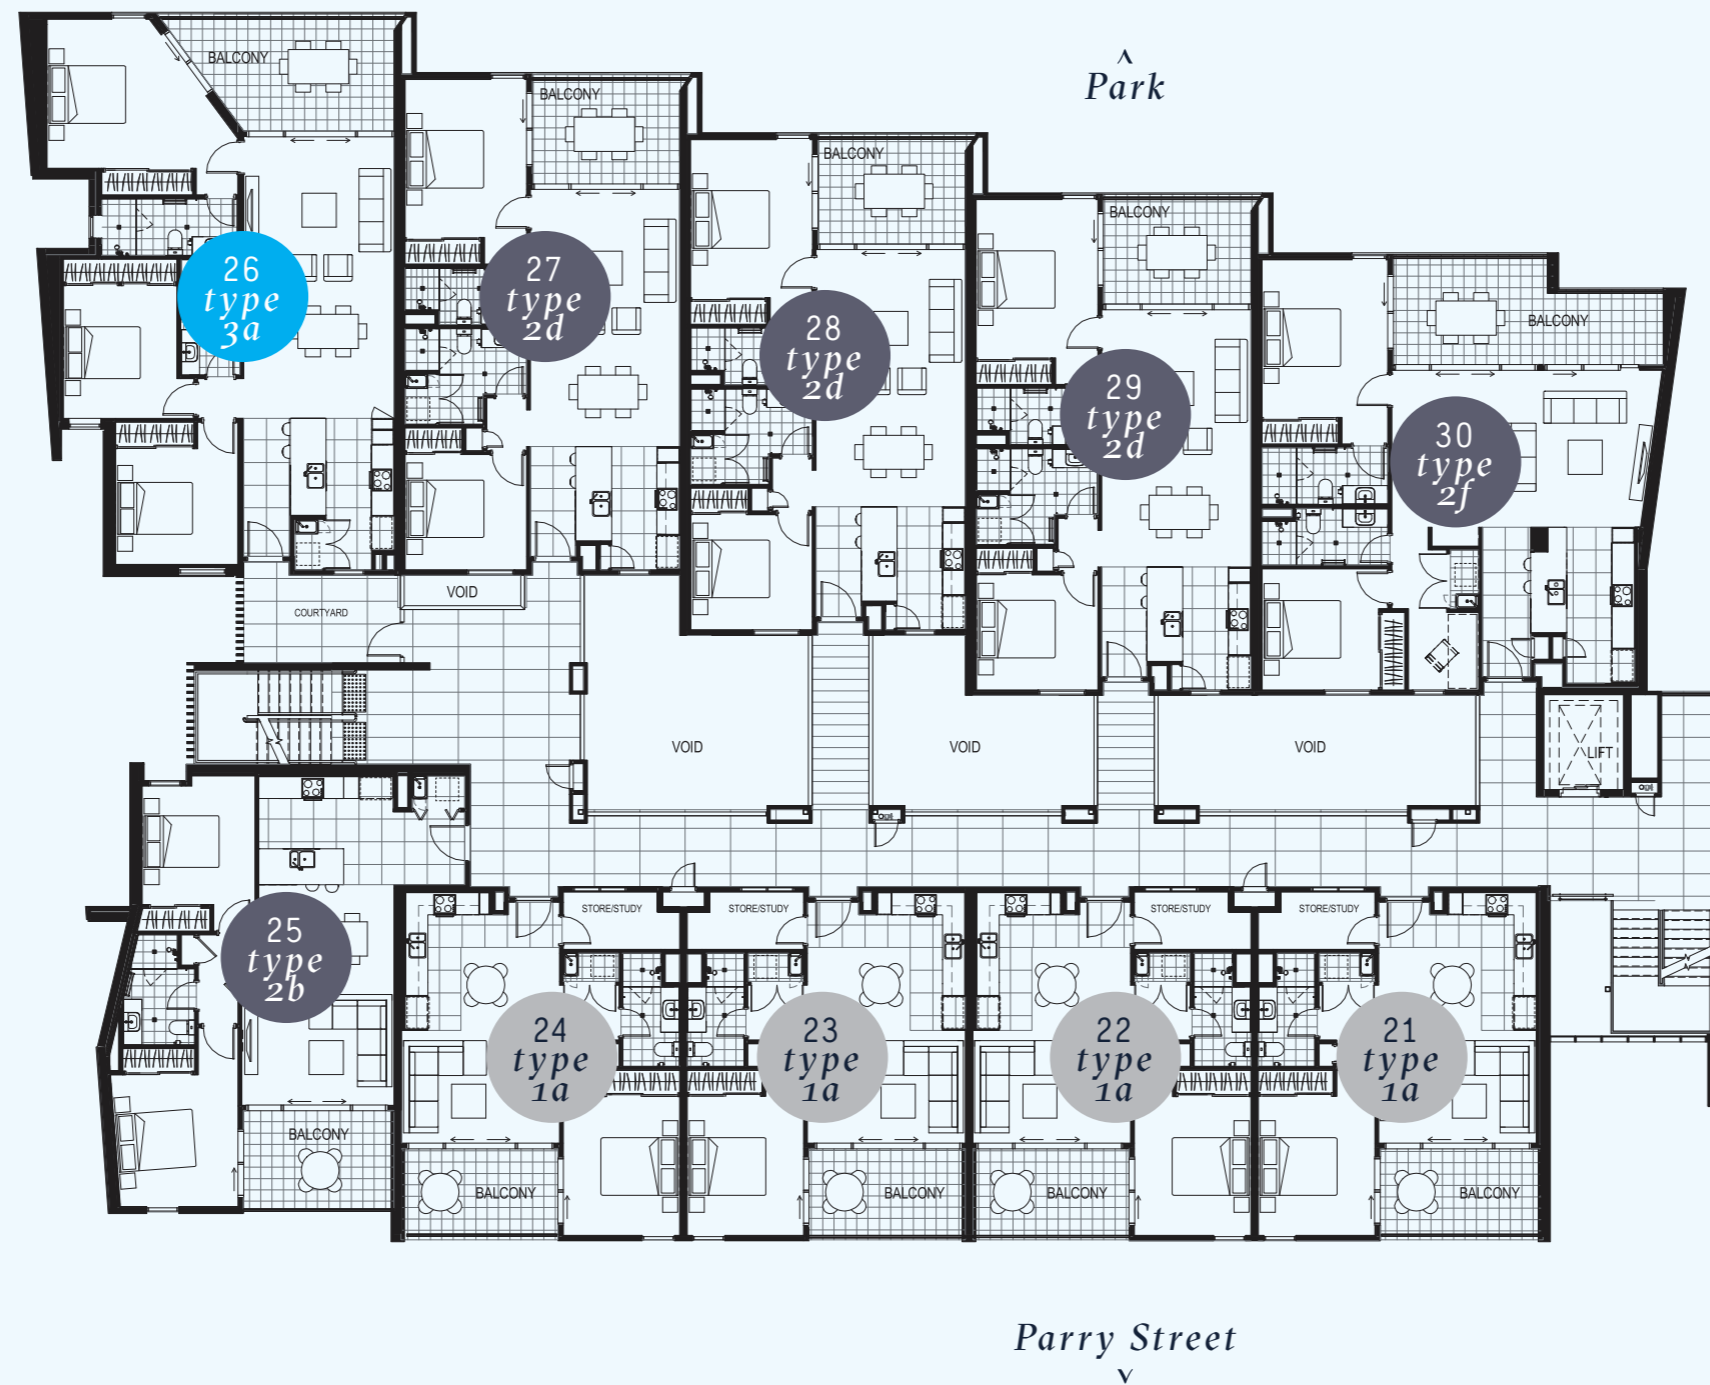 ^
Park
BALCONY
BALCONY
BALCONY
BALCONY
BALCONY
26
type
3a
27
type
2d
28
type
2d
29
type
2d
30
type
2f
VOID
COURTYARD
VOID
VOID
VOID
LIFT
STORE/STUDY
STORE/STUDY
STORE/STUDY
STORE/STUDY
25
type
2b
24
type
1a
23
type
1a
22
type
1a
21
type
1a
BALCONY
BALCONY
BALCONY
BALCONY
BALCONY
Parry Street
v